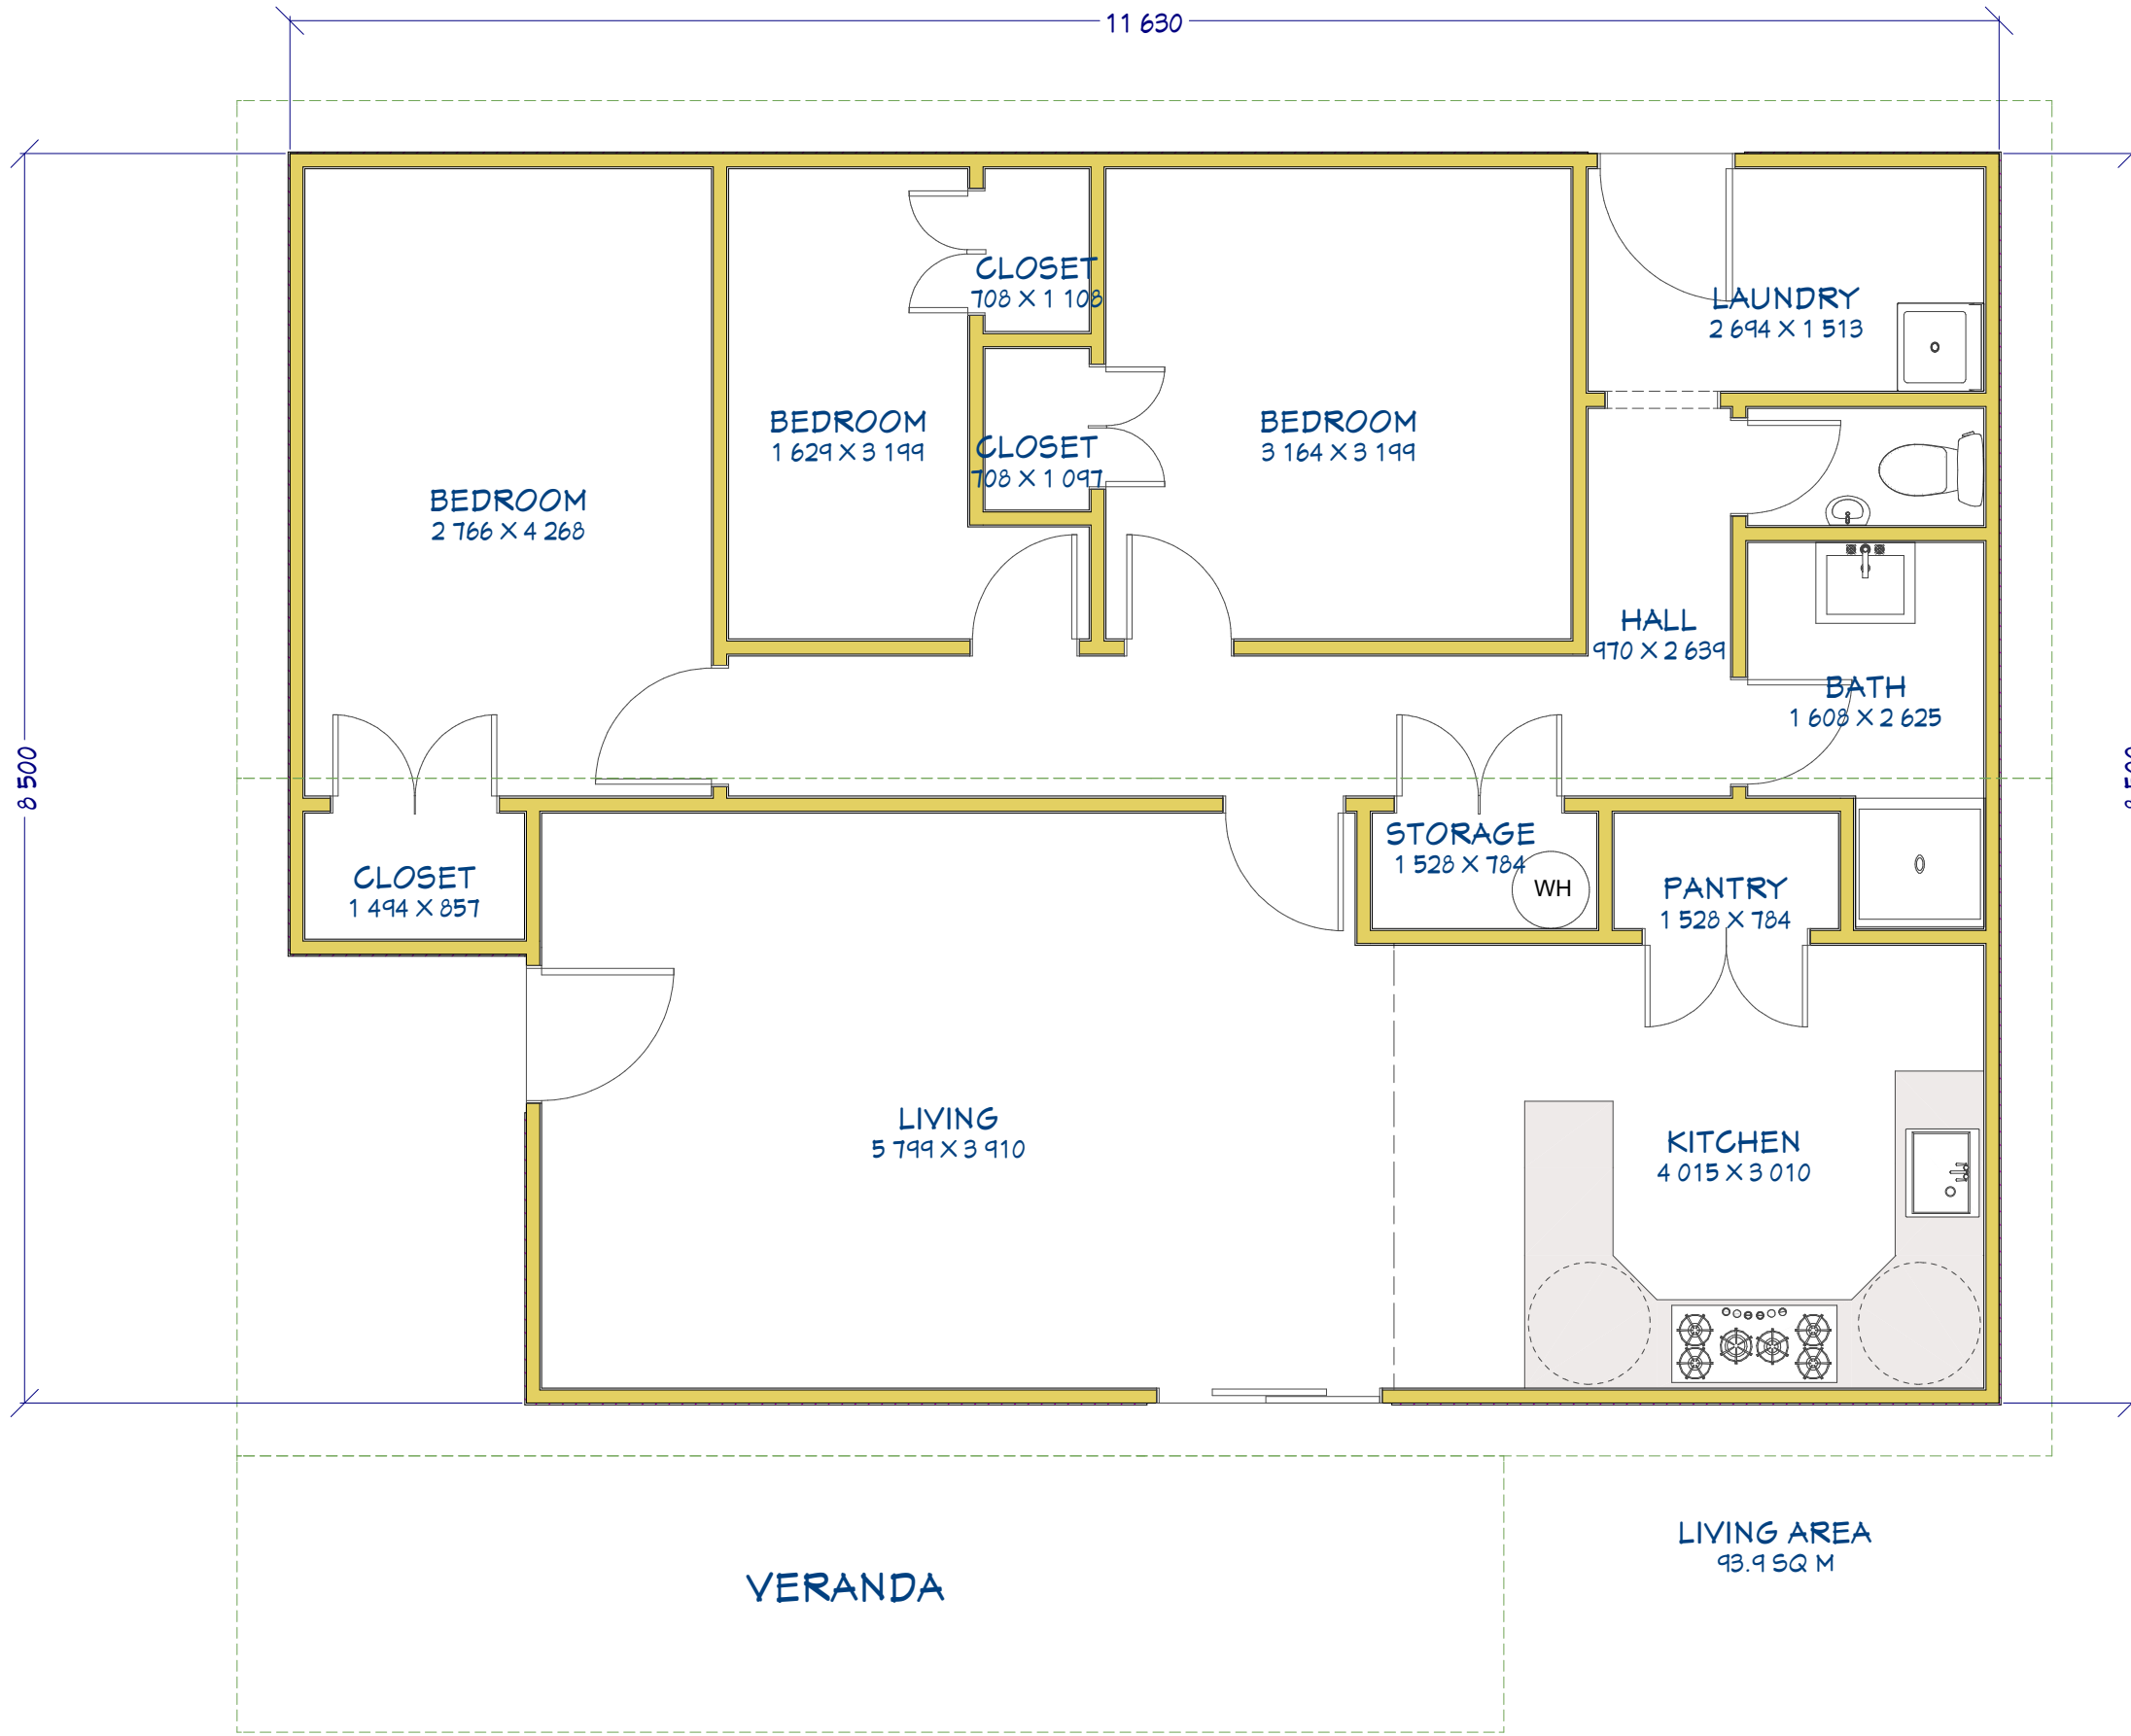 11 630
CLOSET
708 X 1 108
LAUNDRY
2 694 X 1 513
BEDROOM
1 629 X 3 199
BEDROOM
3 164 X 3 199
CLOSET
708 X 1 097
BEDROOM
2 766 X 4 268
HALL
970 X 2 639
BATH
1 608 X 2 625
8 500
STORAGE
1 528 X 784
WH
CLOSET
1 494 X 857
PANTRY
1 528 X 784
LIVING
5 799 X 3 910
KITCHEN
4 015 X 3 010
LIVING AREA
93.9 SQ M
VERANDA